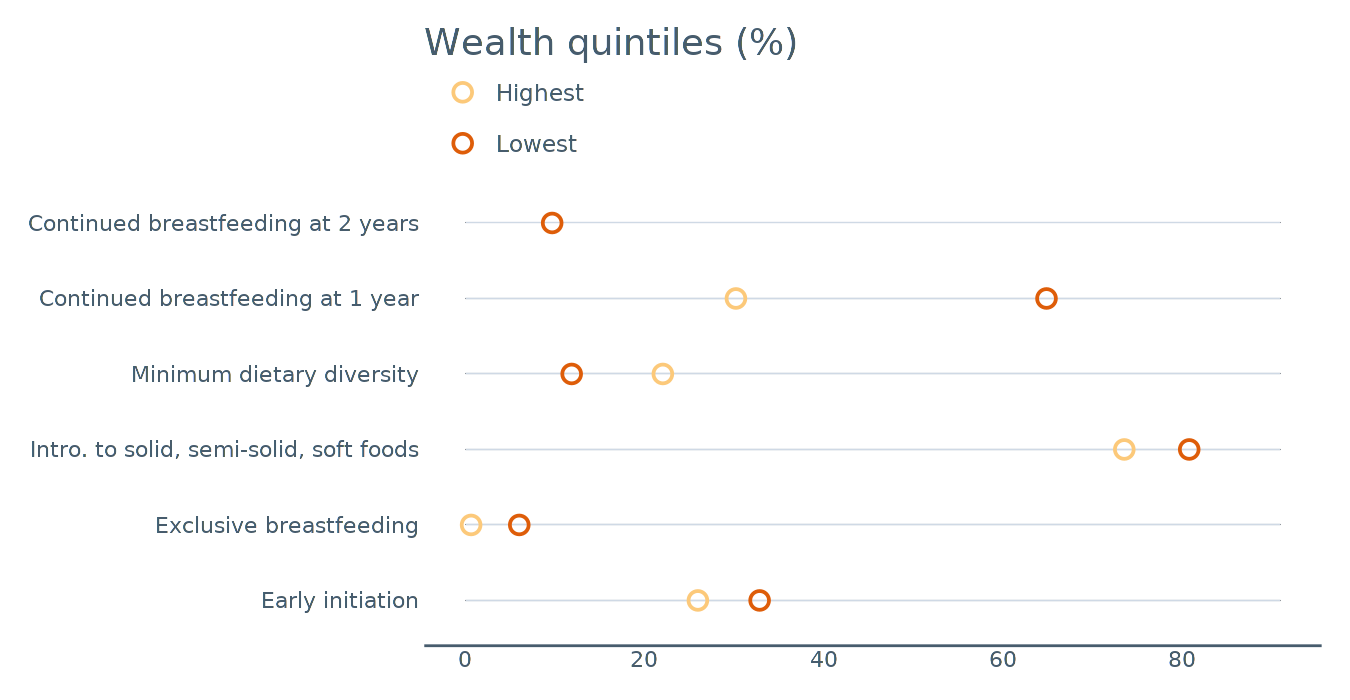 Wealth quintiles (%)
Highest
Lowest
Continued breastfeeding at 2 years
Continued breastfeeding at 1 year
Minimum dietary diversity
Intro. to solid, semi-solid, soft foods
Exclusive breastfeeding
Early initiation
0 20 40 60 80